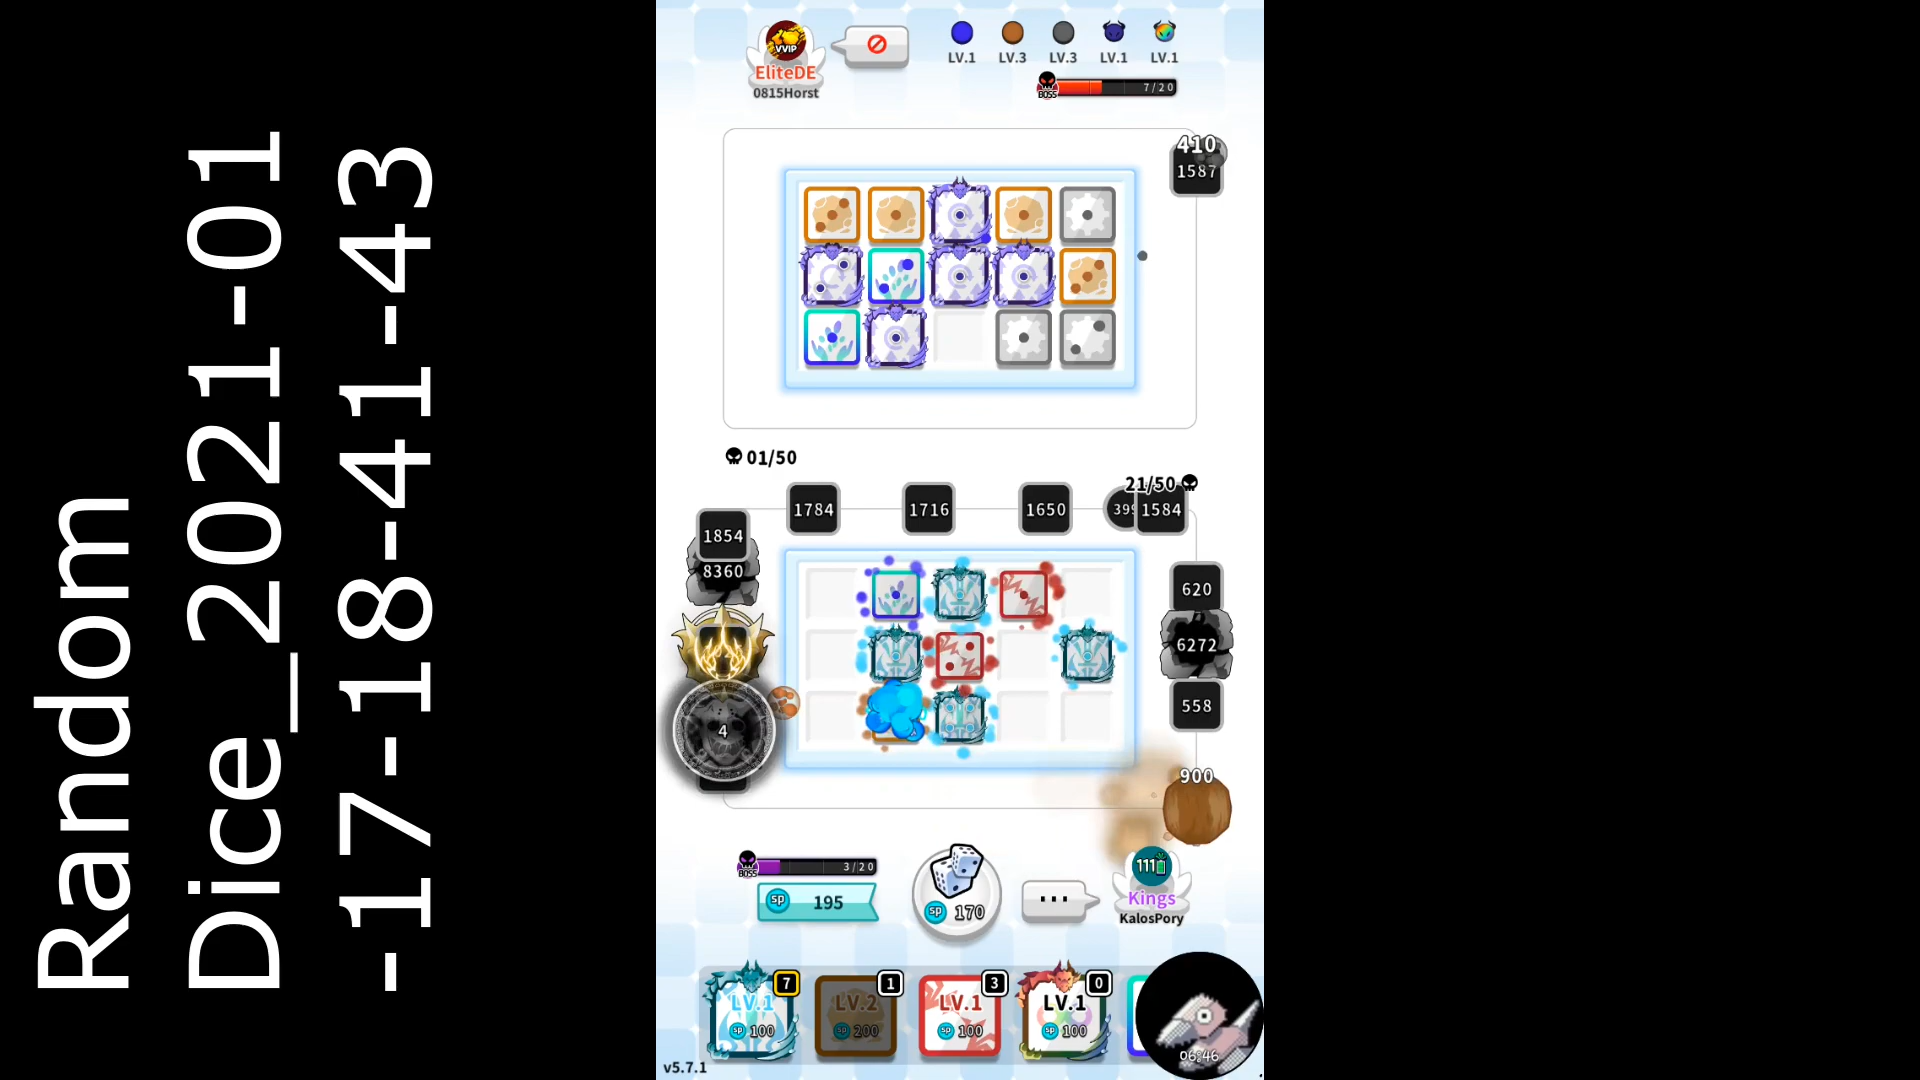 Random
Dice_2021-01
-17-18-41-43
VVIP
EliteDE
0815Horst
LV.1
LV.3
LV.3
LV.1
LV.1
BOSS
7/20
410
1587
01/50
21/50
1784
1716
1650
399
1584
1854
8360
4
620
6272
558
900
BOSS
3/20
SP 195
SP 170
...
111
Kings
KalosPory
7
LV.1
SP 100
1
LV.2
SP 200
3
LV.1
SP 100
0
LV.1
SP 100
06:46
v5.7.1